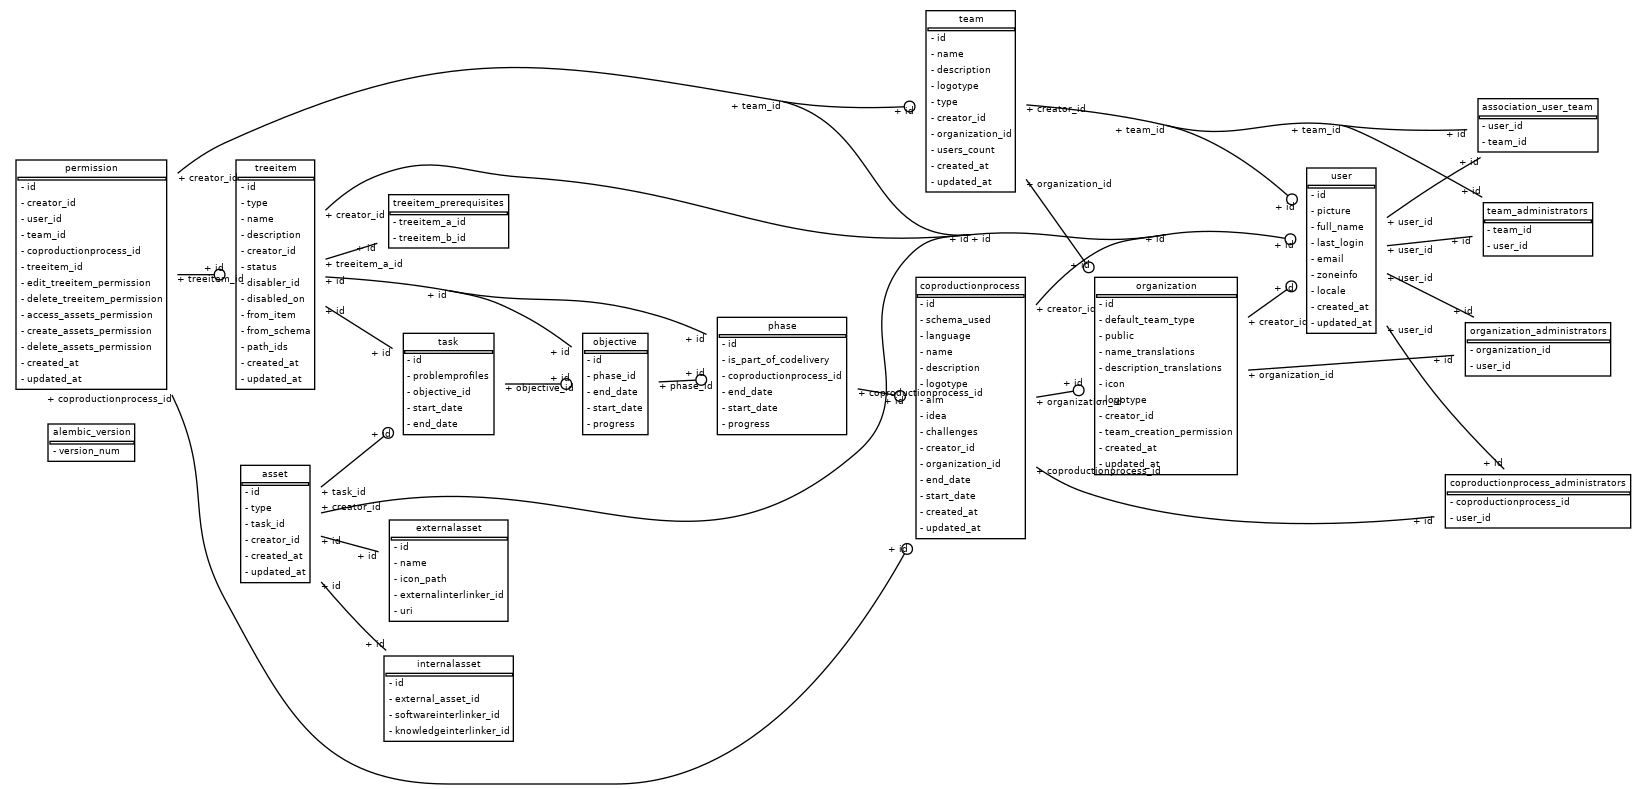 team
- id
- name
- description
- logotype
- type
- creator_id
- organization_id
- users_count
- created_at
- updated_at
+ team_id
+ id
+ creator_id
+ team_id
+ team_id
+ id
+ organization_id
+ id
+ id
+ id
association_user_team
- user_id
- team_id
+ id
permission
- id
- creator_id
- user_id
- team_id
- coproductionprocess_id
- treeitem_id
- edit_treeitem_permission
- delete_treeitem_permission
- access_assets_permission
- create_assets_permission
- delete_assets_permission
- created_at
- updated_at
+ creator_id
+ id
+ treeitem_id
+ coproductionprocess_id
treeitem
- id
- type
- name
- description
- creator_id
- status
- disabler_id
- disabled_on
- from_item
- from_schema
- path_ids
- created_at
- updated_at
+ creator_id
+ id
+ treeitem_a_id
+ id
+ id
+ id
treeitem_prerequisites
- treeitem_a_id
- treeitem_b_id
user
- id
- picture
- full_name
- last_login
- email
- zoneinfo
- locale
- created_at
- updated_at
+ user_id
+ user_id
+ user_id
+ user_id
+ id
+ id
+ id
+ id
team_administrators
- team_id
- user_id
+ id + id
+ id
+ id
coproductionprocess
- id
- schema_used
- language
- name
- description
- logotype
- aim
- idea
- challenges
- creator_id
- organization_id
- end_date
- start_date
- created_at
- updated_at
+ creator_id
+ id
+ organization_id
+ coproductionprocess_id
+ id
organization
- id
- default_team_type
- public
- name_translations
- description_translations
- icon
- logotype
- creator_id
- team_creation_permission
- created_at
- updated_at
+ creator_id
+ organization_id
+ id
organization_administrators
- organization_id
- user_id
task
- id
- problemprofiles
- objective_id
- start_date
- end_date
+ id
+ id
+ objective_id
+ id
objective
- id
- phase_id
- end_date
- start_date
- progress
+ id
+ id
+ phase_id
phase
- id
- is_part_of_codelivery
- coproductionprocess_id
- end_date
- start_date
- progress
+ coproductionprocess_id
+ id
alembic_version
- version_num
+ id
asset
- id
- type
- task_id
- creator_id
- created_at
- updated_at
+ task_id
+ creator_id
+ id
+ id
+ id
externalasset
- id
- name
- icon_path
- externalinterlinker_id
- uri
+ id
coproductionprocess_administrators
- coproductionprocess_id
- user_id
+ id
+ id
internalasset
- id
- external_asset_id
- softwareinterlinker_id
- knowledgeinterlinker_id